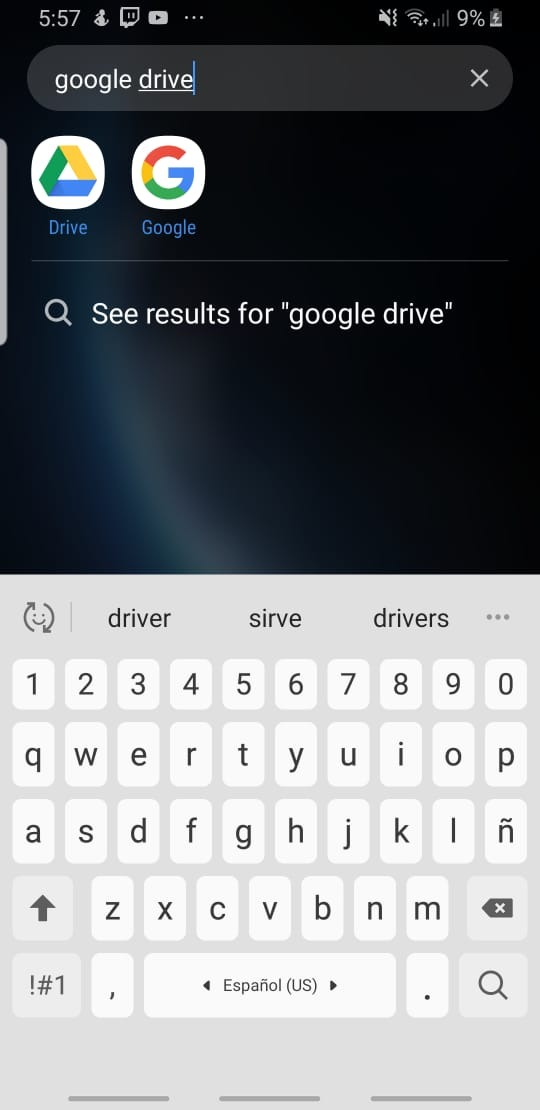 5:57 ... 9%
google drive
Drive Google
See results for "google drive"
driver sirve drivers ...
1 2 3 4 5 6 7 8 9 0
q w e r t y u i o p
a s d f g h j k l ñ
z x c v b n m
!#1 , Español (US) .